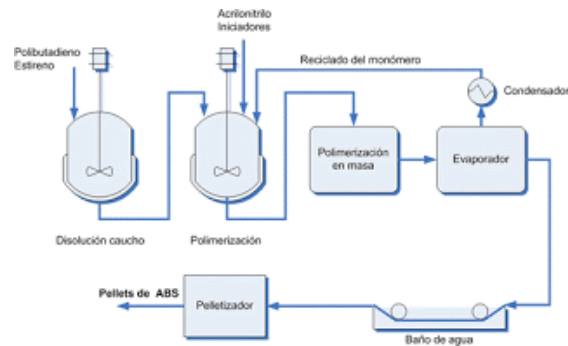 Acrilonitrilo
Iniciadores
Polibutadieno
Estireno
Reciclado del monómero
Condensador
Polimerización
en masa
Evaporador
Disolución caucho
Polimerización
Pellets de ABS
Pelletizador
Baño de agua